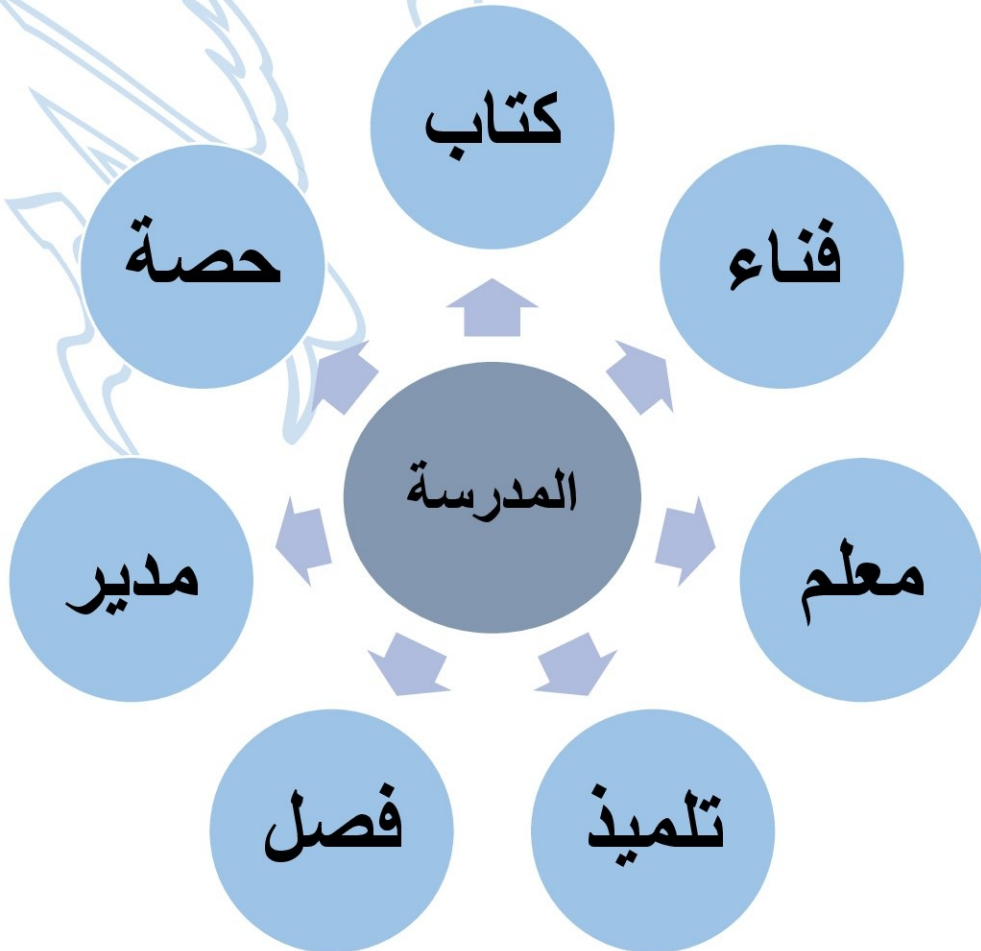 كتاب
فناء
حصة
المدرسة
معلم
مدير
تلميذ
فصل